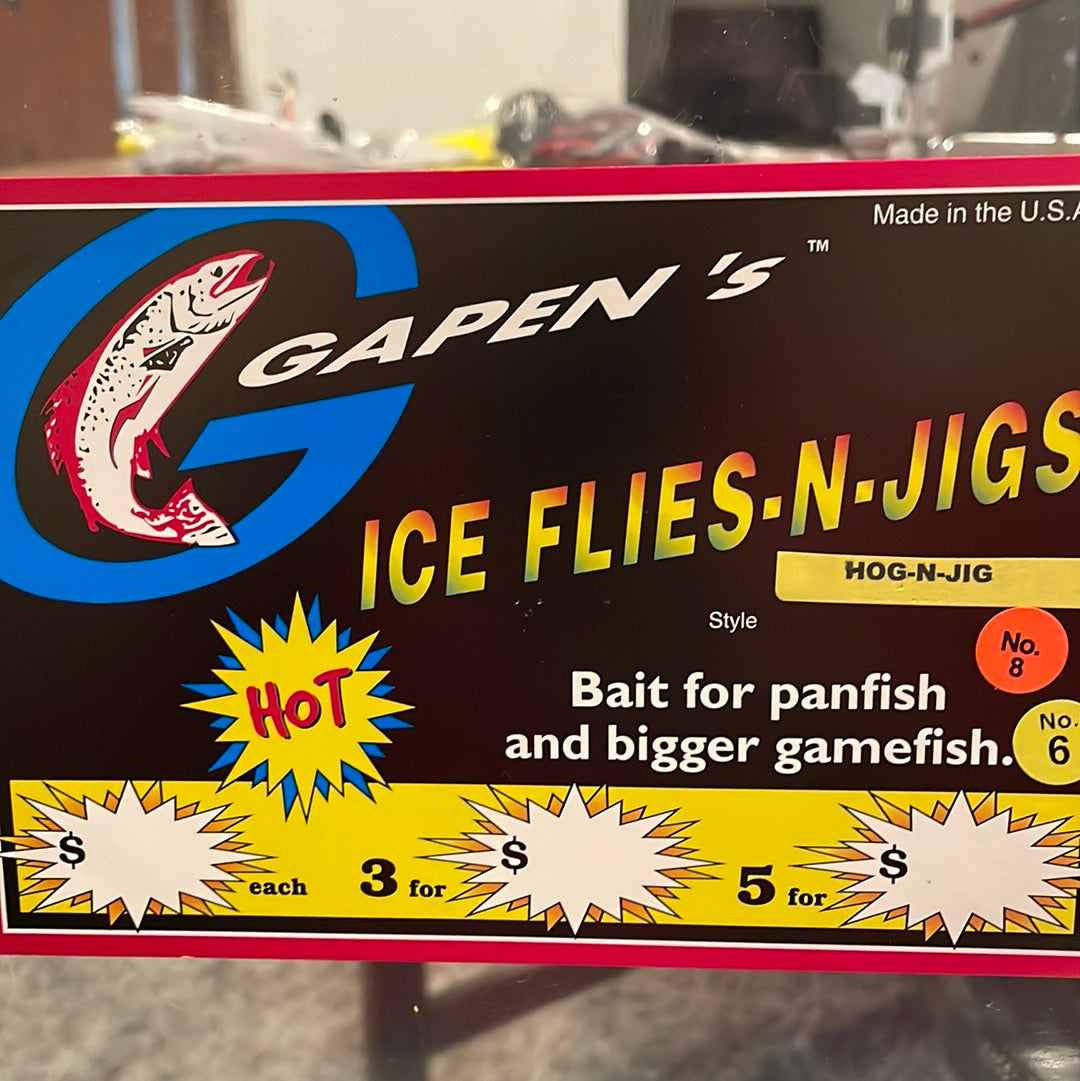 Made in the U.S.A
GAPEN's™
ICE FLIES-N-JIGS
HOG-N-JIG
Style
No.
8
HOT
Bait for panfish
and bigger gamefish.
No.
6
$ each 3 for $ 5 for $